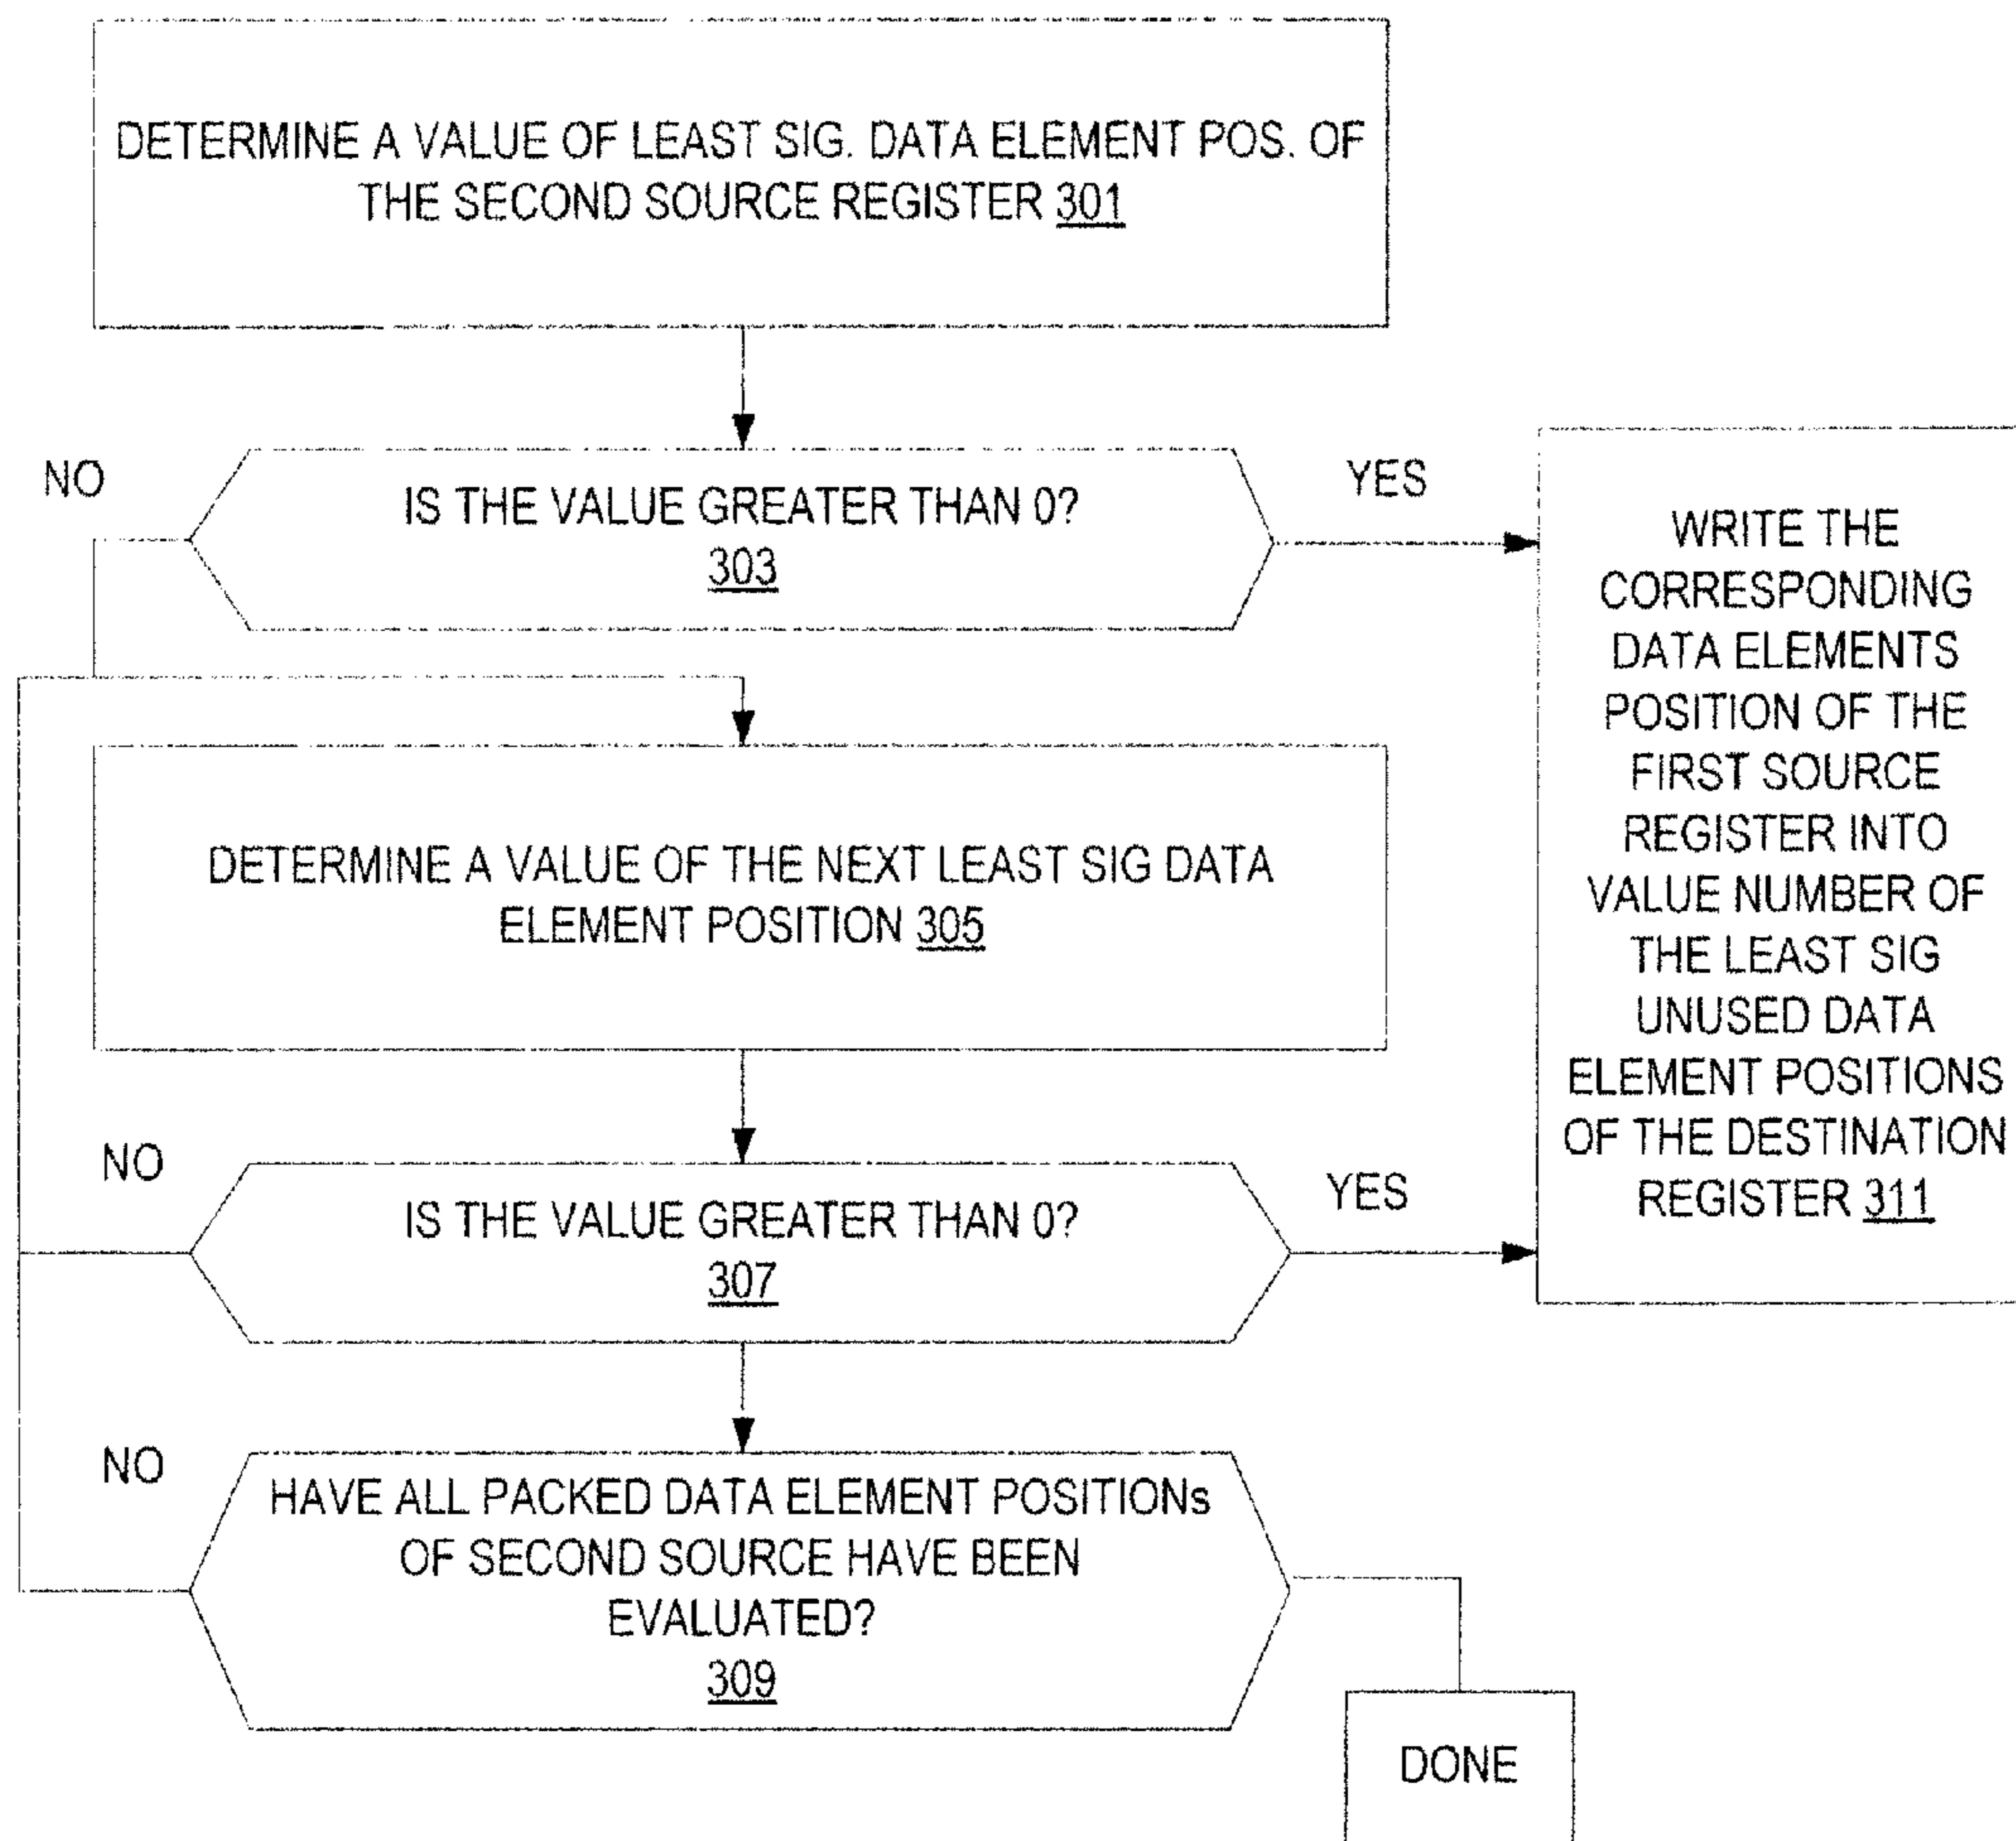 DETERMINE A VALUE OF LEAST SIG. DATA ELEMENT POS. OF
THE SECOND SOURCE REGISTER 301
NO
IS THE VALUE GREATER THAN 0?
303
YES
WRITE THE
CORRESPONDING
DATA ELEMENTS
POSITION OF THE
FIRST SOURCE
REGISTER INTO
VALUE NUMBER OF
THE LEAST SIG
UNUSED DATA
ELEMENT POSITIONS
OF THE DESTINATION
REGISTER 311
DETERMINE A VALUE OF THE NEXT LEAST SIG DATA
ELEMENT POSITION 305
NO
IS THE VALUE GREATER THAN 0?
307
YES
NO
HAVE ALL PACKED DATA ELEMENT POSITIONs
OF SECOND SOURCE HAVE BEEN
EVALUATED?
309
DONE